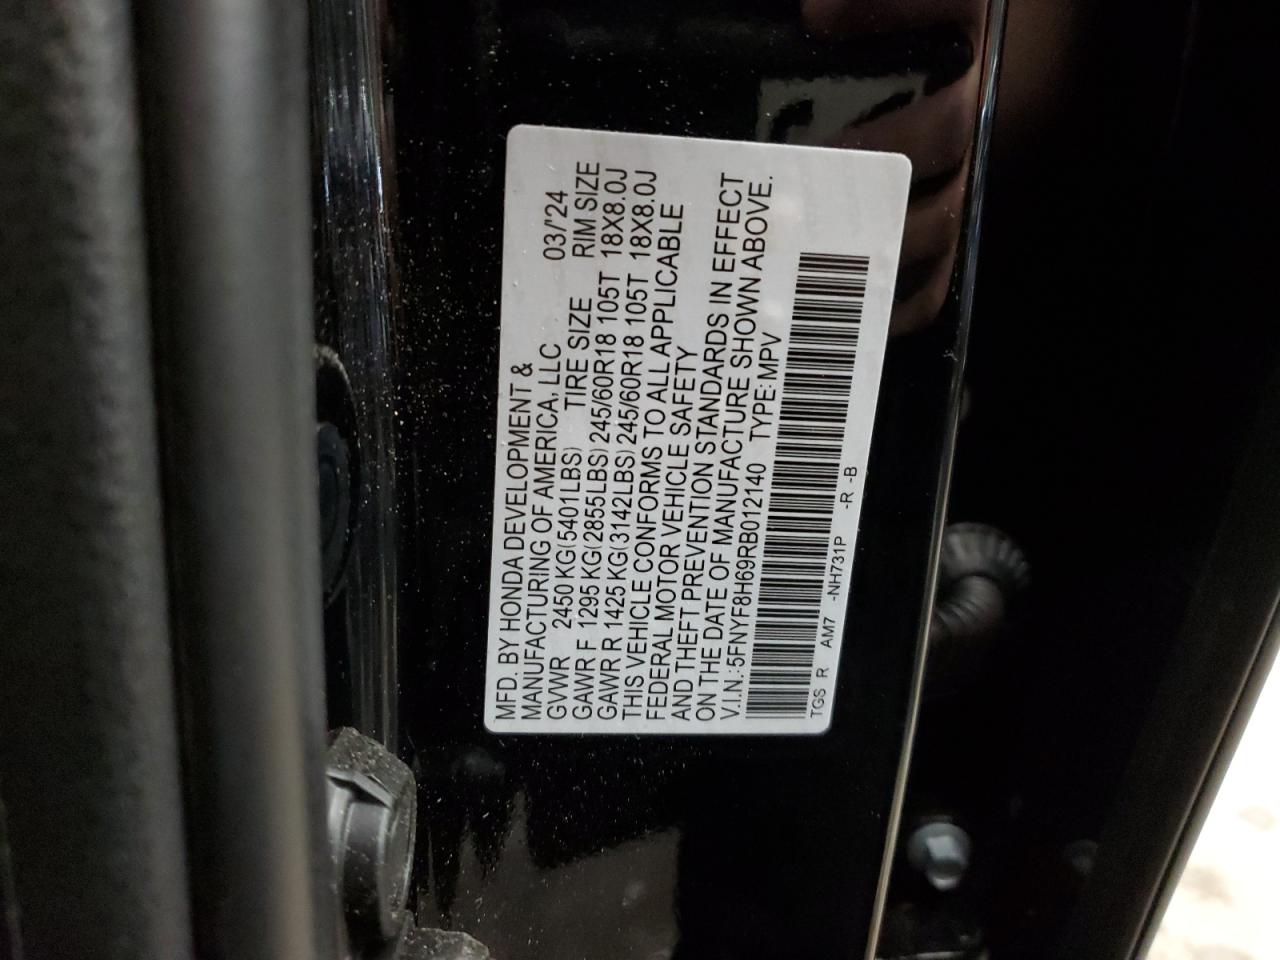 MFD. BY HONDA DEVELOPMENT &
MANUFACTURING OF AMERICA, LLC 03/'24
GVWR 2450 KG(5401LBS) TIRE SIZE RIM SIZE
GAWR F 1295 KG(2855LBS) 245/60R18 105T 18X8.0J
GAWR R 1425 KG(3142LBS) 245/60R18 105T 18X8.0J
THIS VEHICLE CONFORMS TO ALL APPLICABLE
FEDERAL MOTOR VEHICLE SAFETY
AND THEFT PREVENTION STANDARDS IN EFFECT
ON THE DATE OF MANUFACTURE SHOWN ABOVE.
V.I.N.:5FNYF8H69RB012140 TYPE:MPV
TGS R AM7 -NH731P -R -B